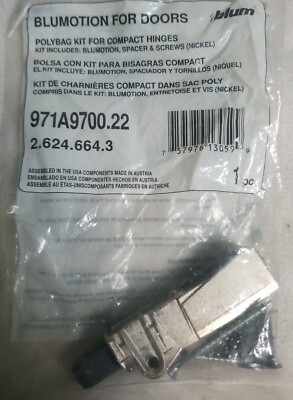 BLUMOTION FOR DOORS
blum
POLYBAG KIT FOR COMPACT HINGES
KIT INCLUDES: BLUMOTION, SPACER & SCREWS (NICKEL)
BOLSA CON KIT PARA BISAGRAS COMPACT
EL KIT INCLUYE: BLUMOTION, SPACIADOR Y TORNILLOS (NIQUEL)
KIT DE CHARNIÈRES COMPACT DANS SAC POLY
COMPRIS DANS LE KIT: BLUMOTION, ENTRETOISE ET VIS (NICKEL)
971A9700.22
2.624.664.3
ASSEMBLED IN THE USA COMPONENTS MADE IN AUSTRIA
ENSAMBLADO EN USA COMPONENTES HECHOS EN AUSTRIA
ASSEMBLÉ AU ÉTAS-UNIS COMPOSANTS FABRIQUÉS EN AUTRICHE
1 pc